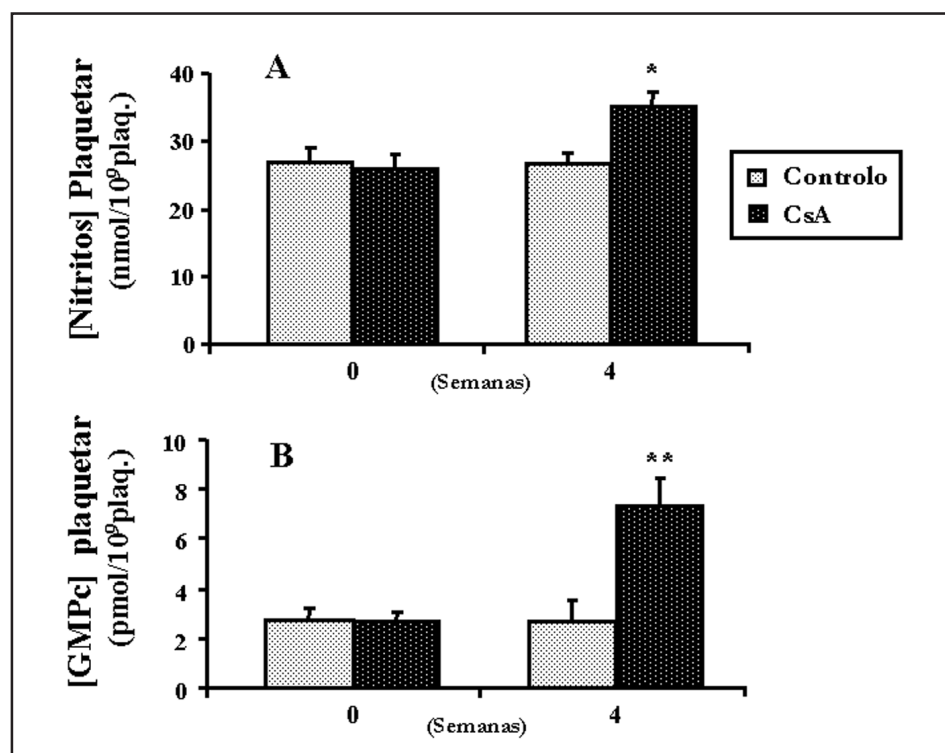 A
[Nitritos] Plaquetar
(nmol/10⁹plaq.)
40
30
20
10
0
*
0
(Semanas)
4
Controlo
CsA
B
[GMPc] plaquetar
(pmol/10⁹plaq.)
10
8
6
4
2
0
**
0
(Semanas)
4